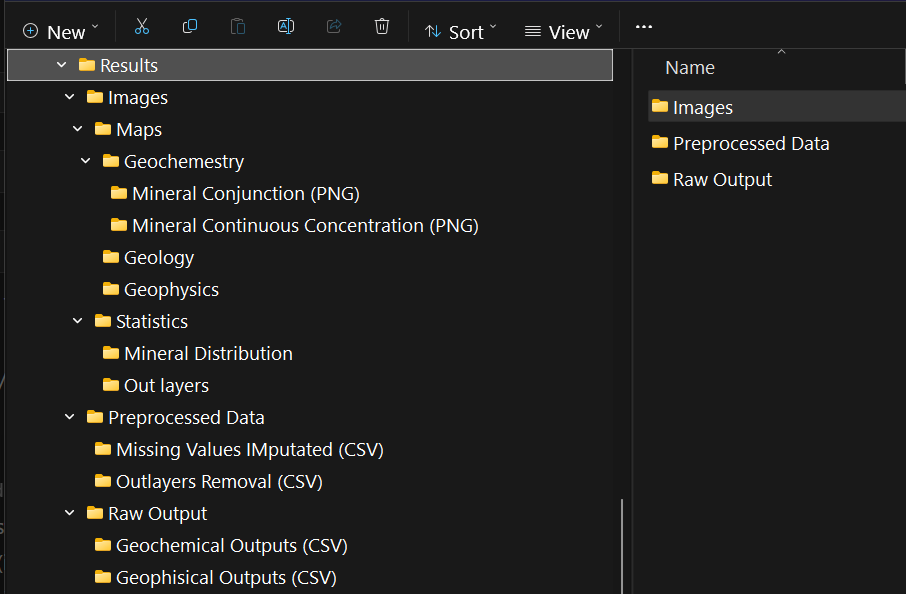 New
Sort
View
Results
Images
Maps
Geochemestry
Mineral Conjunction (PNG)
Mineral Continuous Concentration (PNG)
Geology
Geophysics
Statistics
Mineral Distribution
Out layers
Preprocessed Data
Missing Values IMputated (CSV)
Outlayers Removal (CSV)
Raw Output
Geochemical Outputs (CSV)
Geophisical Outputs (CSV)
Name
Images
Preprocessed Data
Raw Output